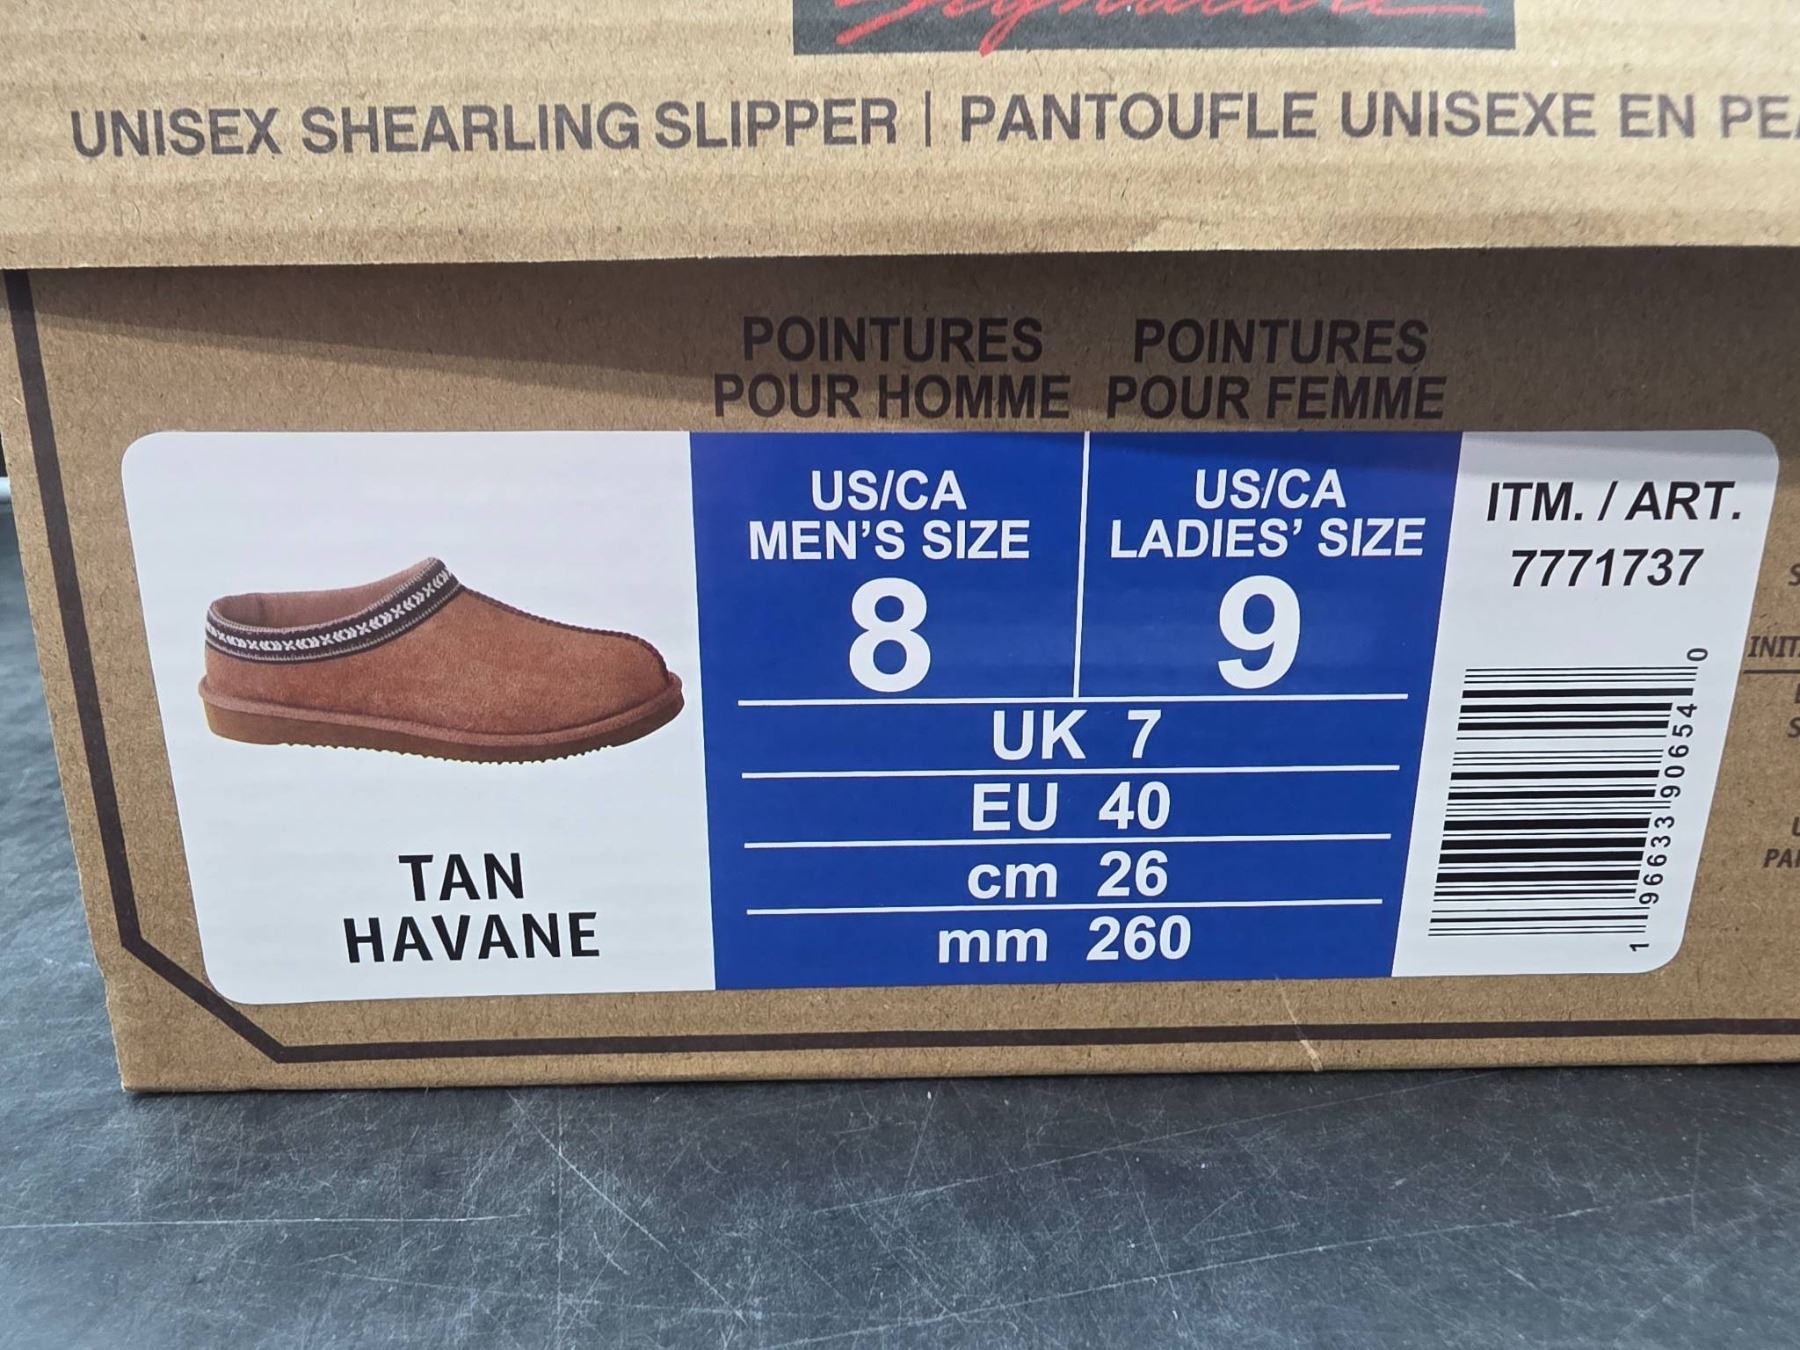 Signature
UNISEX SHEARLING SLIPPER | PANTOUFLE UNISEXE EN
POINTURES POUR HOMME
POINTURES POUR FEMME
US/CA
MEN'S SIZE
8
US/CA
LADIES' SIZE
9
UK 7
EU 40
cm 26
mm 260
TAN
HAVANE
ITM. / ART.
7771737
1 96633 90654 0